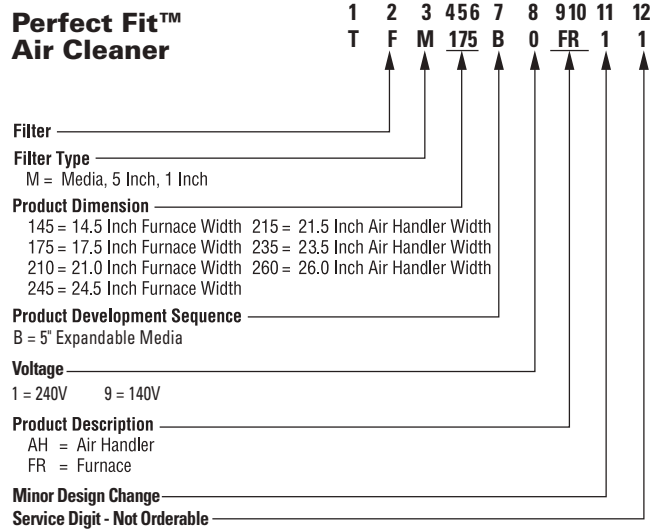 Perfect Fit™
Air Cleaner
1 2 3 456 7 8 910 11 12
T F M 175 B 0 FR 1 1
Filter
Filter Type
M = Media, 5 Inch, 1 Inch
Product Dimension
145 = 14.5 Inch Furnace Width 215 = 21.5 Inch Air Handler Width
175 = 17.5 Inch Furnace Width 235 = 23.5 Inch Air Handler Width
210 = 21.0 Inch Furnace Width 260 = 26.0 Inch Air Handler Width
245 = 24.5 Inch Furnace Width
Product Development Sequence
B = 5" Expandable Media
Voltage
1 = 240V 9 = 140V
Product Description
AH = Air Handler
FR = Furnace
Minor Design Change
Service Digit - Not Orderable